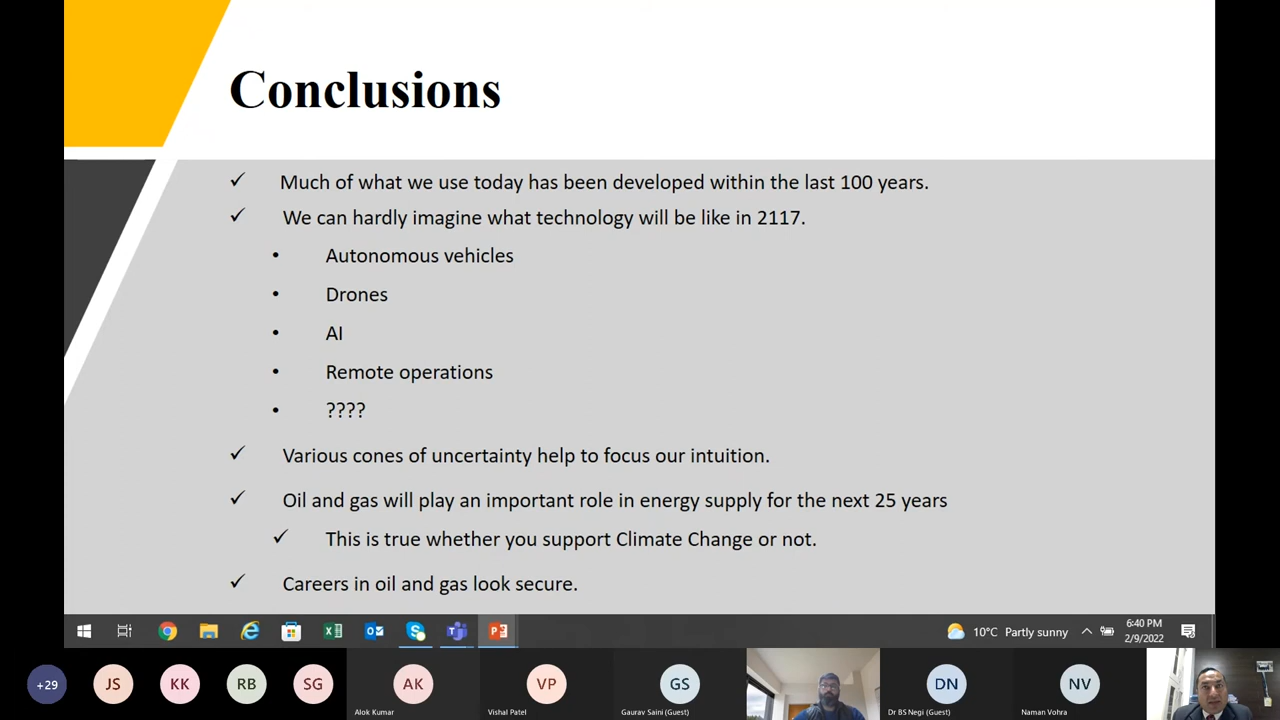 Conclusions
✓ Much of what we use today has been developed within the last 100 years.
✓ We can hardly imagine what technology will be like in 2117.
• Autonomous vehicles
• Drones
• AI
• Remote operations
• ????
✓ Various cones of uncertainty help to focus our intuition.
✓ Oil and gas will play an important role in energy supply for the next 25 years
✓ This is true whether you support Climate Change or not.
✓ Careers in oil and gas look secure.
10°C Partly sunny
6:40 PM
2/9/2022
+29
JS
KK
RB
SG
AK
Alok Kumar
VP
Vishal Patel
GS
Gaurav Saini (Guest)
DN
Dr BS Negi (Guest)
NV
Naman Vohra